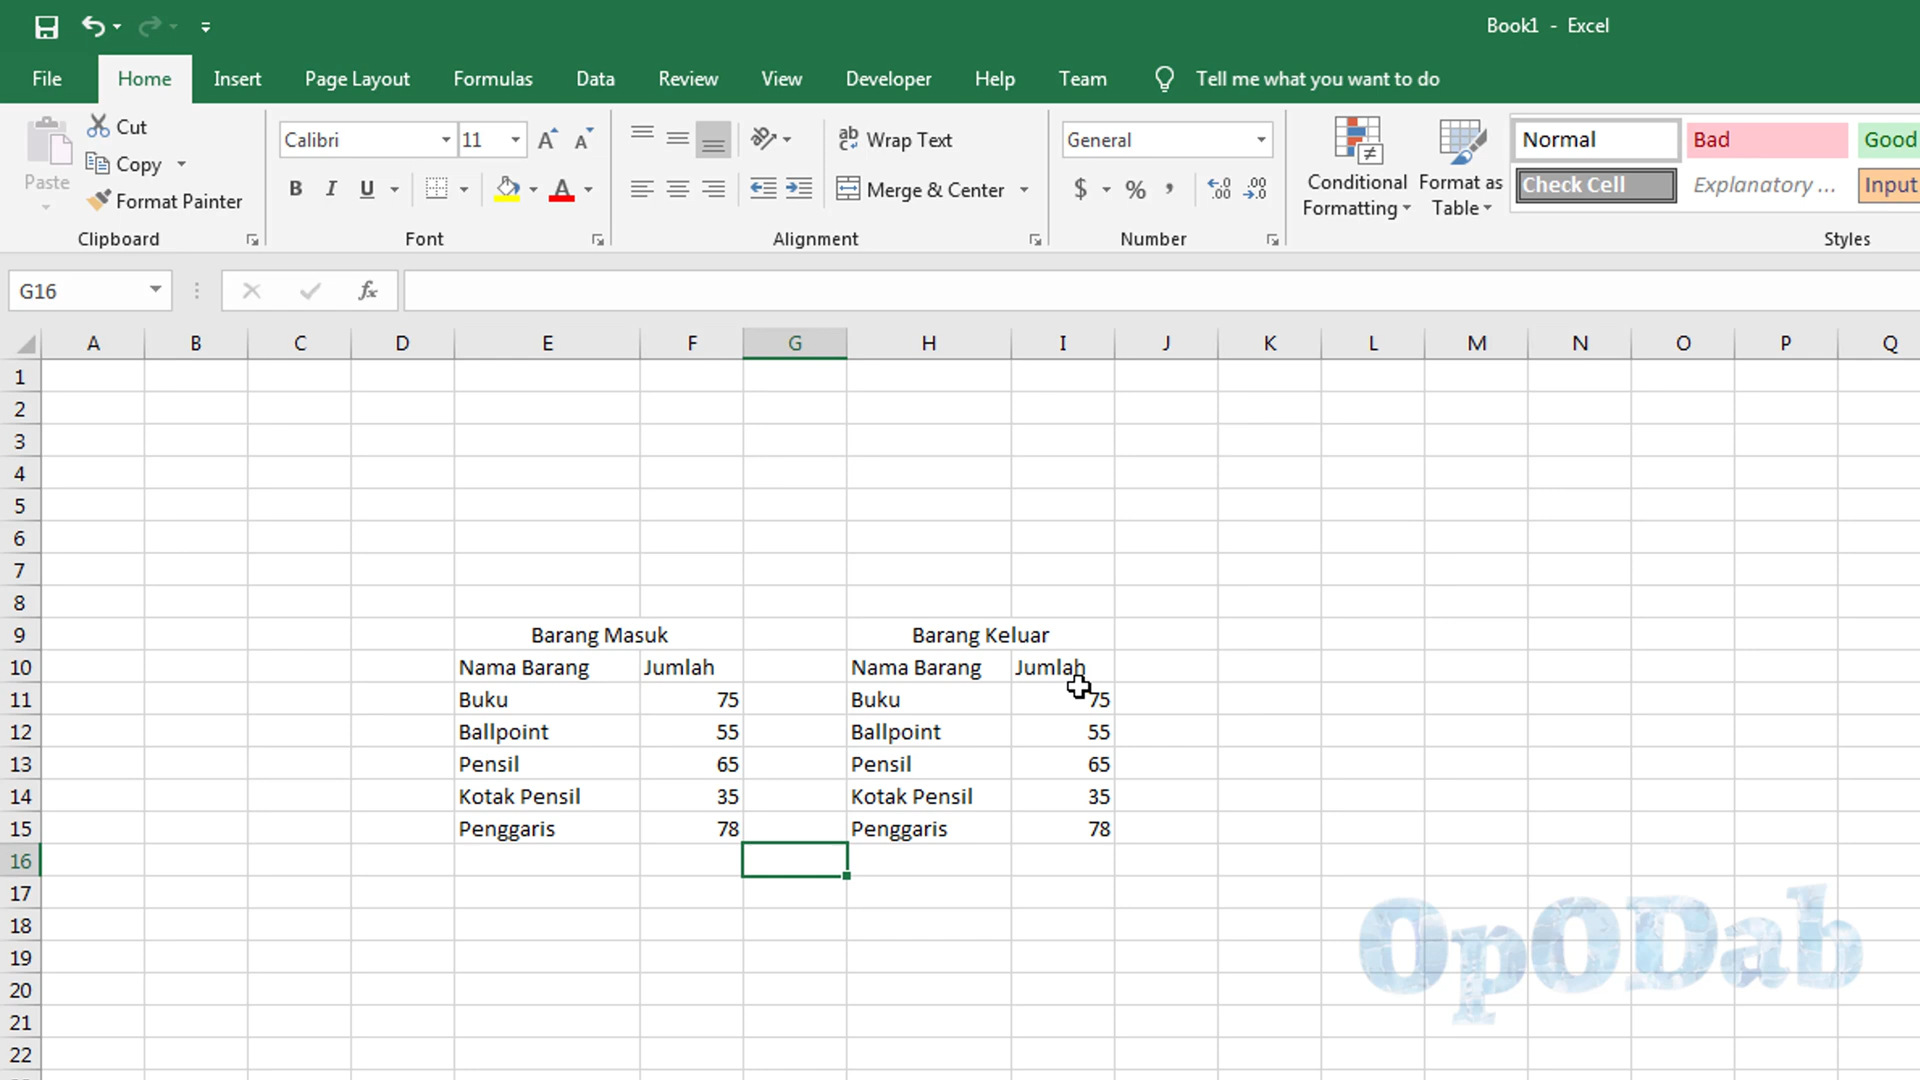 Book1 - Excel
File Home Insert Page Layout Formulas Data Review View Developer Help Team Tell me what you want to do
Paste
Cut
Copy
Format Painter
Clipboard
Calibri 11
B I U A
Font
ab Wrap Text
Merge & Center
Alignment
General
$ % ,
Number
Conditional Formatting
Format as Table
Normal Bad Good
Check Cell Explanatory ... Input
Styles
G16 fx
A B C D E F G H I J K L M N O P Q
1
2
3
4
5
6
7
8
9 Barang Masuk Barang Keluar
10 Nama Barang Jumlah Nama Barang Jumlah
11 Buku 75 Buku 75
12 Ballpoint 55 Ballpoint 55
13 Pensil 65 Pensil 65
14 Kotak Pensil 35 Kotak Pensil 35
15 Penggaris 78 Penggaris 78
16
17
18
19
20
21
22
OpODab